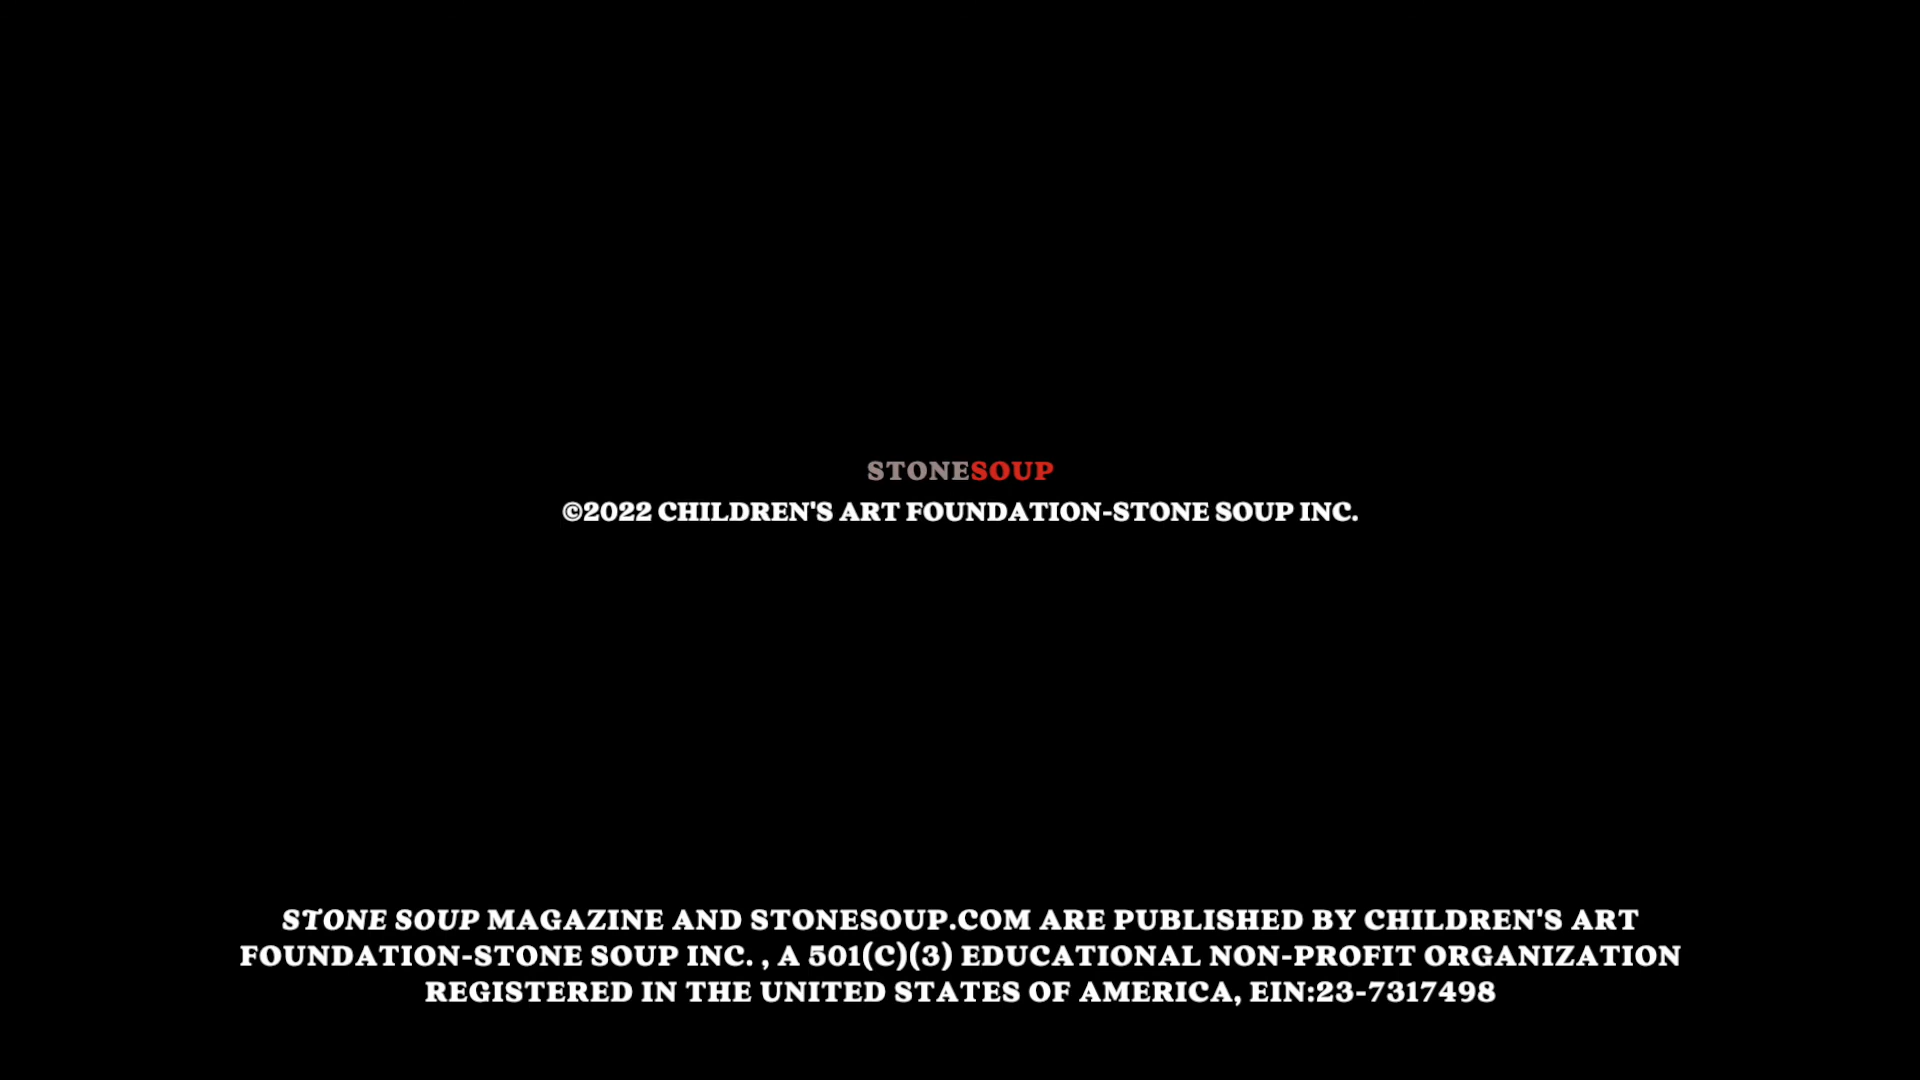 STONESOUP
©2022 CHILDREN'S ART FOUNDATION-STONE SOUP INC.
STONE SOUP MAGAZINE AND STONESOUP.COM ARE PUBLISHED BY CHILDREN'S ART
FOUNDATION-STONE SOUP INC. , A 501(C)(3) EDUCATIONAL NON-PROFIT ORGANIZATION
REGISTERED IN THE UNITED STATES OF AMERICA, EIN:23-7317498